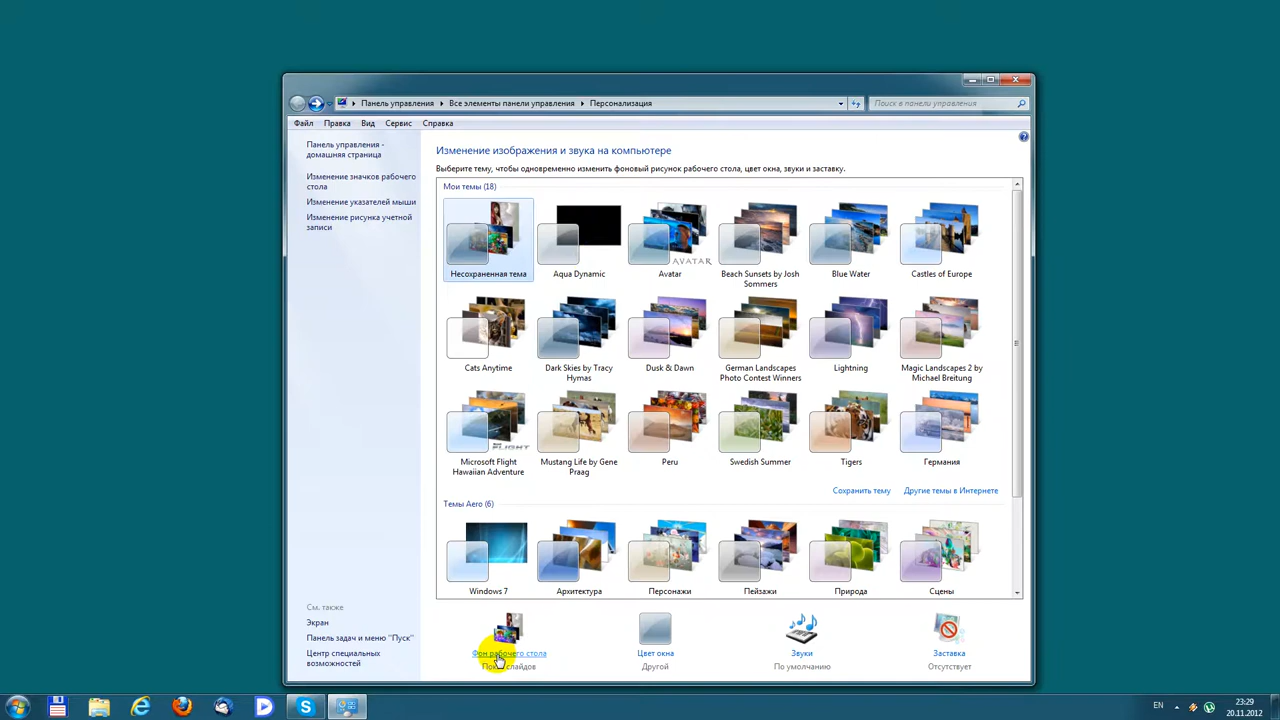 Панель управления
Все элементы панели управления
Персонализация
Поиск в панели управления
Файл
Правка
Вид
Сервис
Справка
Панель управления -
домашняя страница
Изменение значков рабочего
стола
Изменение указателей мыши
Изменение рисунка учетной
записи
Изменение изображения и звука на компьютере
Выберите тему, чтобы одновременно изменить фоновый рисунок рабочего стола, цвет окна, звуки и заставку.
Мои темы (18)
AVATAR
Несохраненная тема
Aqua Dynamic
Avatar
Beach Sunsets by Josh
Sommers
Blue Water
Castles of Europe
Cats Anytime
Dark Skies by Tracy
Hymas
Dusk & Dawn
German Landscapes
Photo Contest Winners
Lightning
Magic Landscapes 2 by
Michael Breitung
FLIGHT
Microsoft Flight
Hawaiian Adventure
Mustang Life by Gene
Praag
Peru
Swedish Summer
Tigers
Германия
Сохранить тему
Другие темы в Интернете
Темы Aero (6)
Windows 7
Архитектура
Персонажи
Пейзажи
Природа
Сцены
См. также
Экран
Панель задач и меню "Пуск"
Центр специальных
возможностей
Фон рабочего стола
Показ слайдов
Цвет окна
Другой
Звуки
По умолчанию
Заставка
Отсутствует
EN
23:29
20.11.2012